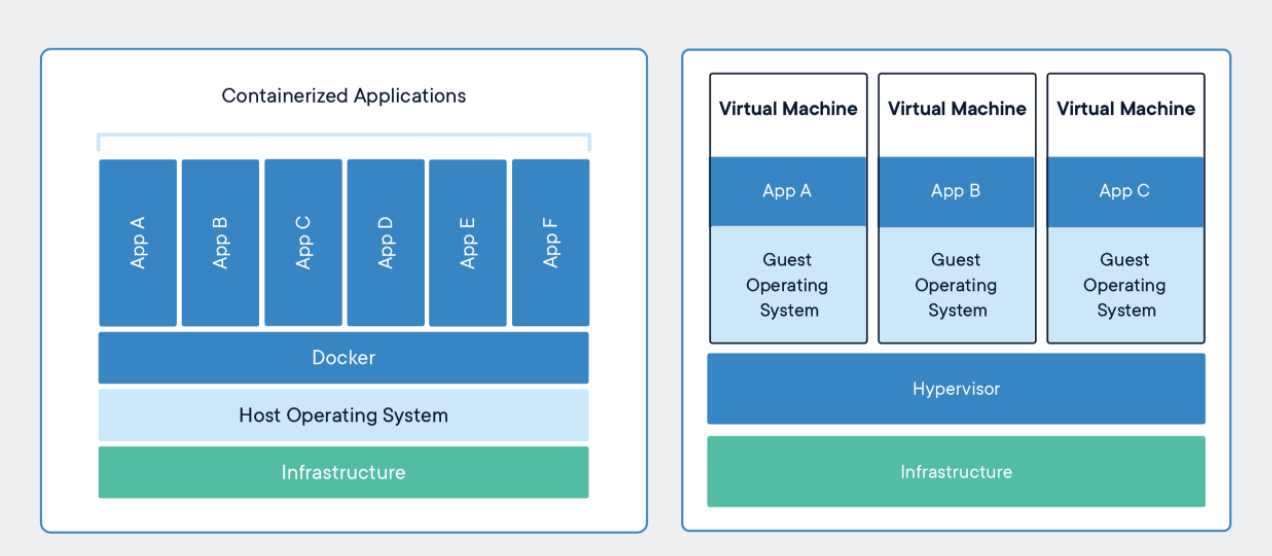 Containerized Applications
App A
App B
App C
App D
App E
App F
Docker
Host Operating System
Infrastructure
Virtual Machine
App A
Guest
Operating
System
Virtual Machine
App B
Guest
Operating
System
Virtual Machine
App C
Guest
Operating
System
Hypervisor
Infrastructure